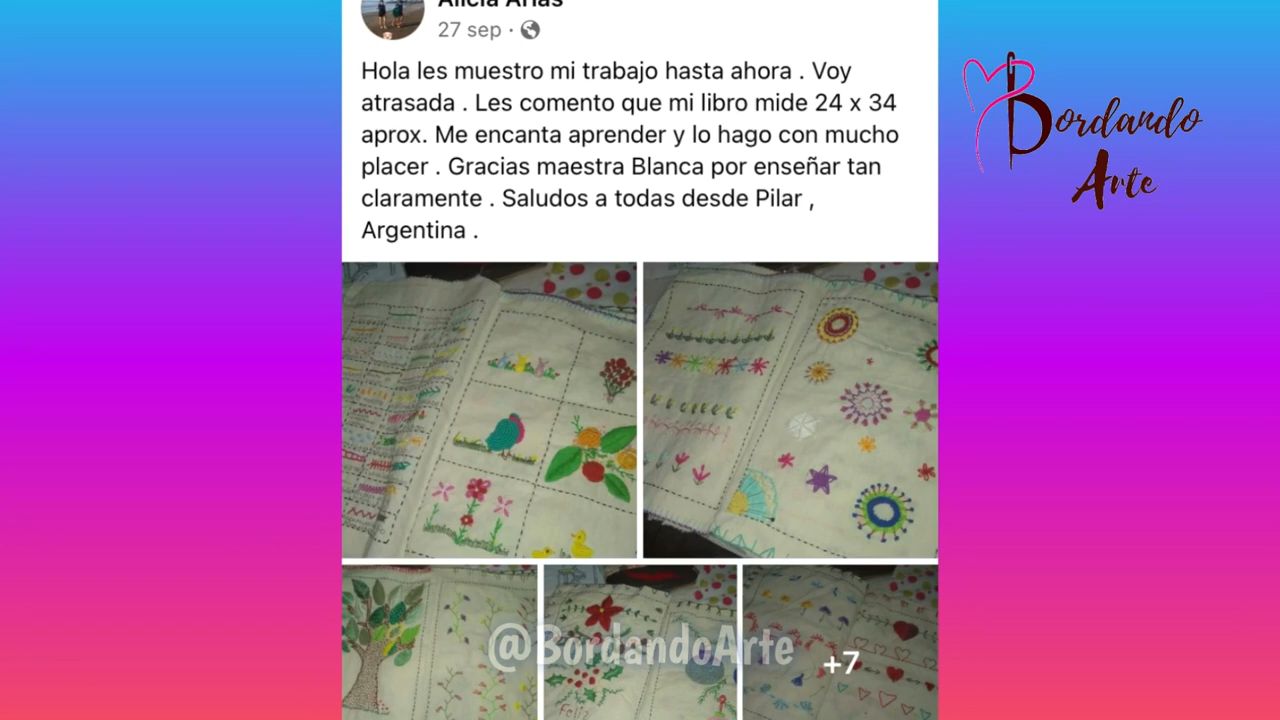 Alicia Arias
27 sep ·
Hola les muestro mi trabajo hasta ahora . Voy
atrasada . Les comento que mi libro mide 24 x 34
aprox. Me encanta aprender y lo hago con mucho
placer . Gracias maestra Blanca por enseñar tan
claramente . Saludos a todas desde Pilar ,
Argentina .
Bordando
Arte
@BordandoArte
+7
Feliz